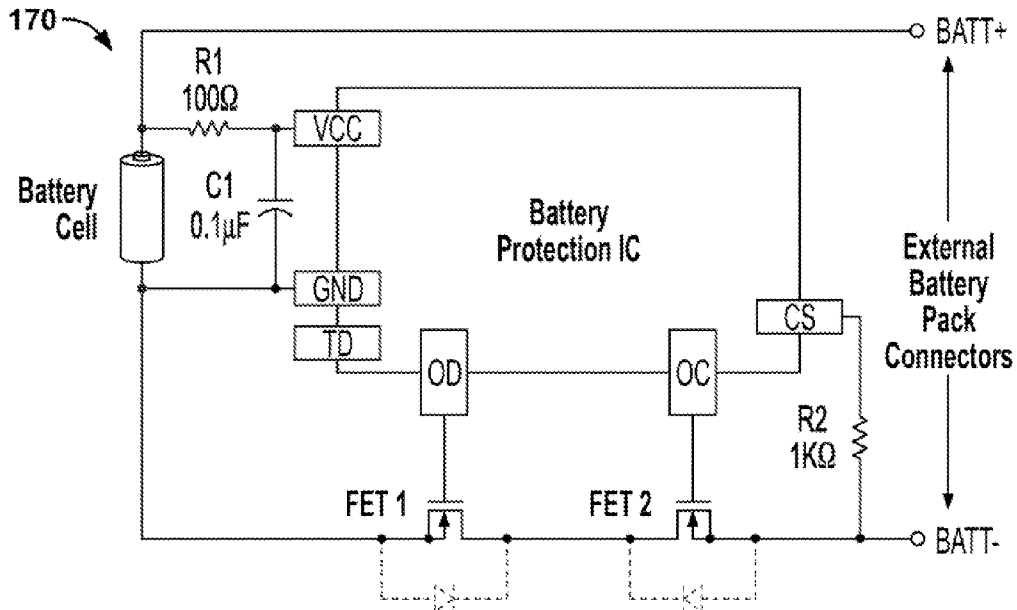 170
BATT+
R1
100Ω
VCC
Battery
Cell
C1
0.1µF
Battery
Protection IC
GND
TD
OD
OC
CS
External
Battery
Pack
Connectors
R2
1KΩ
FET 1
FET 2
BATT-